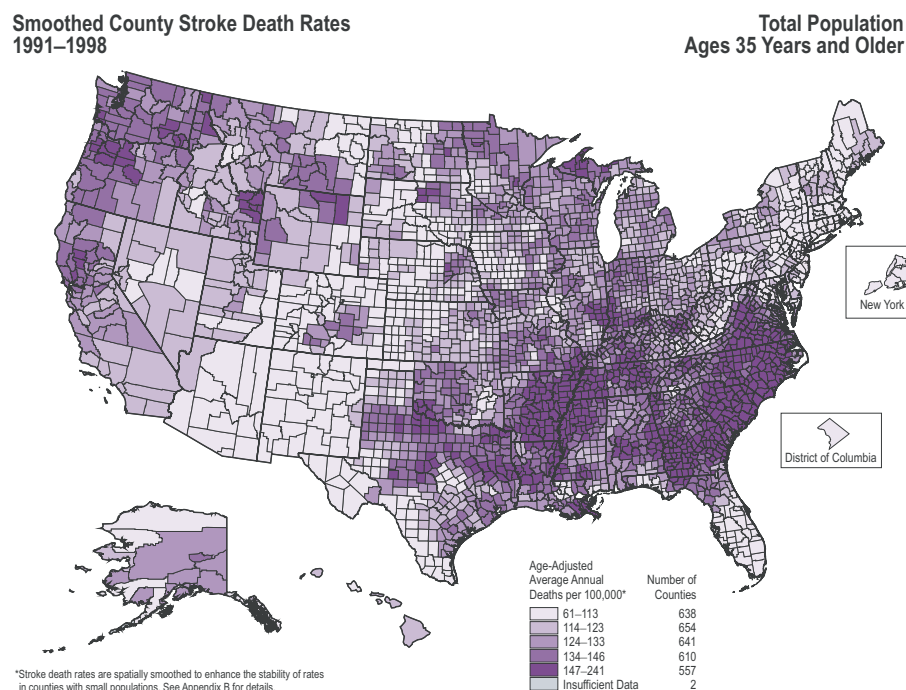 Smoothed County Stroke Death Rates
1991–1998
Total Population
Ages 35 Years and Older
New York
District of Columbia
Age-Adjusted
Average Annual
Deaths per 100,000*
Number of
Counties
61–113 638
114–123 654
124–133 641
134–146 610
147–241 557
Insufficient Data 2
*Stroke death rates are spatially smoothed to enhance the stability of rates
in counties with small populations. See Appendix B for details.